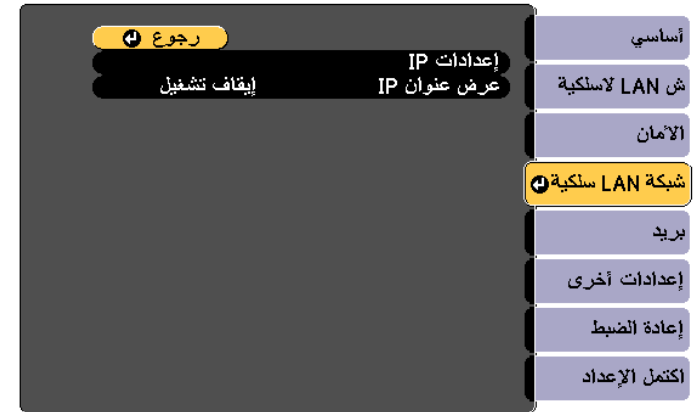 أساسي
ش LAN لاسلكية
الأمان
شبكة LAN سلكية
بريد
إعدادات أخرى
إعادة الضبط
اكتمل الإعداد
رجوع
إعدادات IP
عرض عنوان IP إيقاف تشغيل